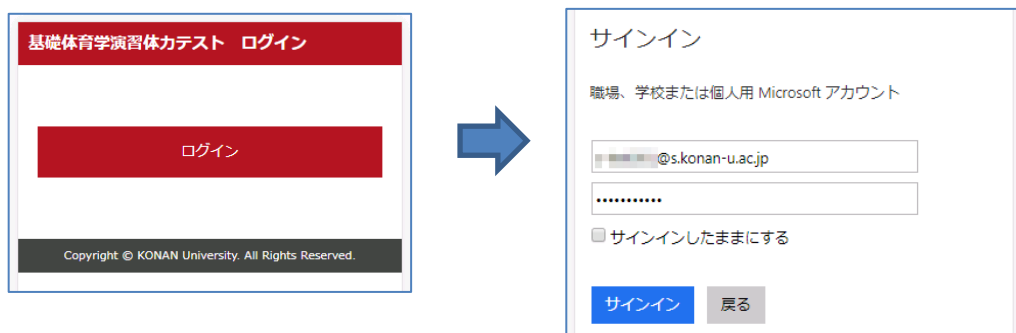 基礎体育学演習体力テスト　ログイン
ログイン
Copyright © KONAN University. All Rights Reserved.
サインイン
職場、学校または個人用 Microsoft アカウント
@s.konan-u.ac.jp
•••••••••••
サインインしたままにする
サインイン
戻る